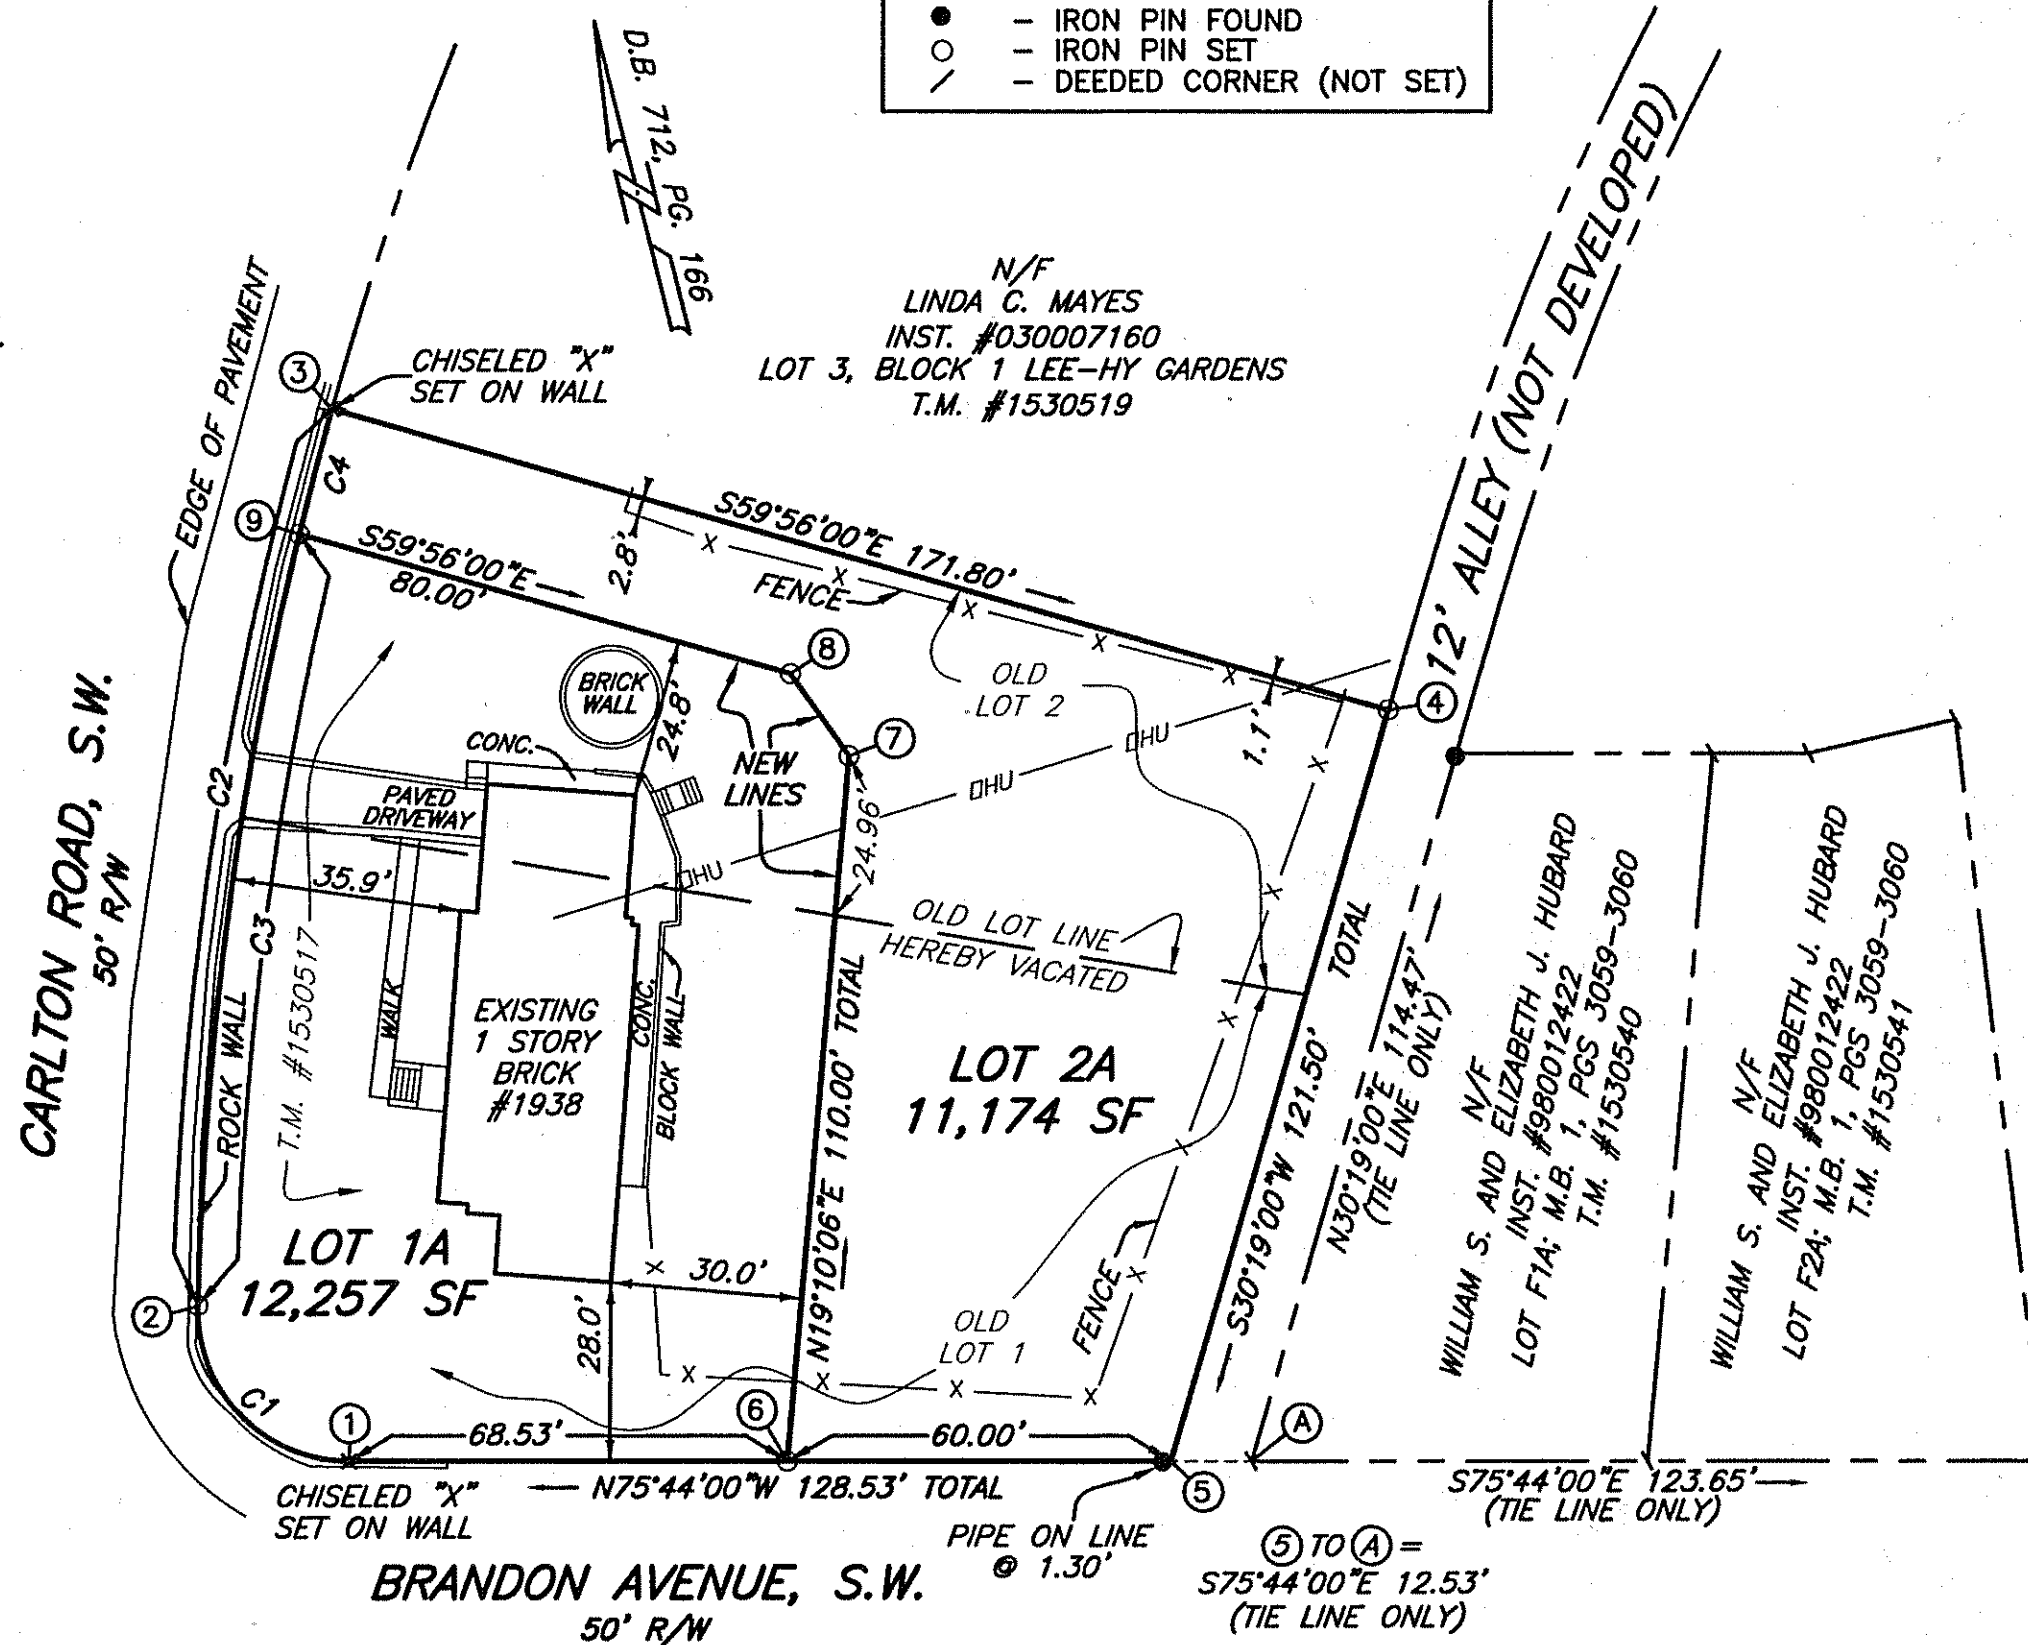 ● – IRON PIN FOUND
○ – IRON PIN SET
/ – DEEDED CORNER (NOT SET)
D.B. 712, PG. 166
N/F
LINDA C. MAYES
INST. #030007160
LOT 3, BLOCK 1 LEE-HY GARDENS
T.M. #1530519
12' ALLEY (NOT DEVELOPED)
EDGE OF PAVEMENT
3
CHISELED "X"
SET ON WALL
C4
9
S59°56'00"E
80.00'
2.8'
S59°56'00"E 171.80'
FENCE
8
BRICK
WALL
24.8'
7
OLD
LOT 2
4
1.1'
OHU
OHU
OHU
CONC.
NEW
LINES
PAVED
DRIVEWAY
24.96'
C2
CARLTON ROAD, S.W.
50' R/W
35.9'
C3
OLD LOT LINE
HEREBY VACATED
TOTAL
S30°19'00"W 121.50'
N30°19'00"E 114.47'
(TIE LINE ONLY)
ROCK WALL
T.M. #1530517
WALK
EXISTING
1 STORY
BRICK
#1938
CONC.
BLOCK WALL
N19°10'06"E 110.00' TOTAL
LOT 2A
11,174 SF
N/F
WILLIAM S. AND ELIZABETH J. HUBARD
INST. #980012422
LOT F1A; M.B. 1, PGS 3059-3060
T.M. #1530540
N/F
WILLIAM S. AND ELIZABETH J. HUBARD
INST. #980012422
LOT F2A; M.B. 1, PGS 3059-3060
T.M. #1530541
LOT 1A
12,257 SF
2
30.0'
28.0'
OLD
LOT 1
FENCE
C1
1
68.53'
6
60.00'
A
5
CHISELED "X"
SET ON WALL
N75°44'00"W 128.53' TOTAL
S75°44'00"E 123.65'
(TIE LINE ONLY)
PIPE ON LINE
@ 1.30'
5 TO A =
S75°44'00"E 12.53'
(TIE LINE ONLY)
BRANDON AVENUE, S.W.
50' R/W